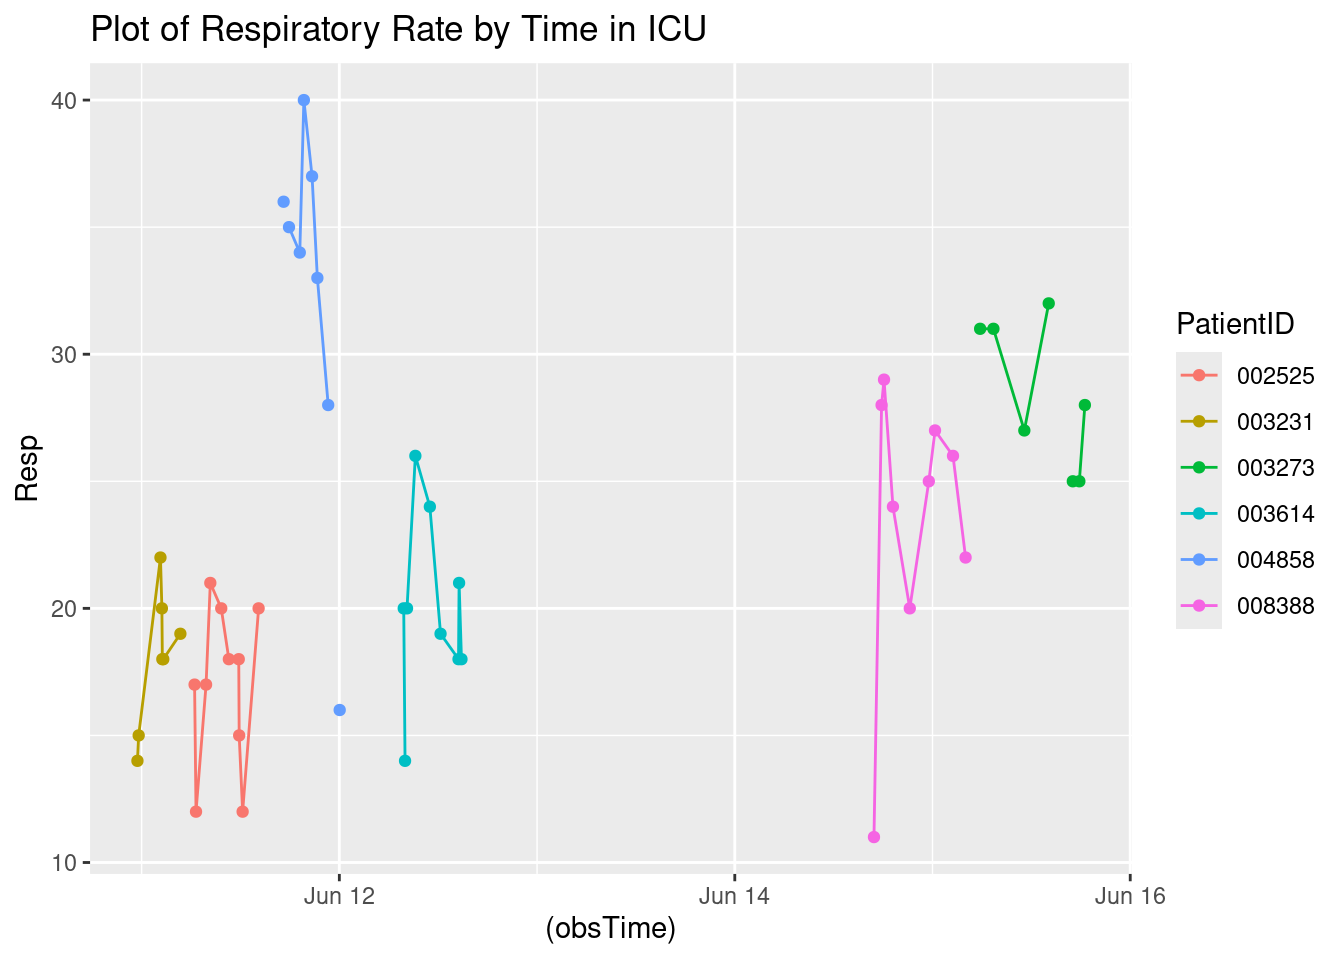 Plot of Respiratory Rate by Time in ICU
Resp
40
30
20
10
Jun 12
Jun 14
Jun 16
(obsTime)
PatientID
002525
003231
003273
003614
004858
008388